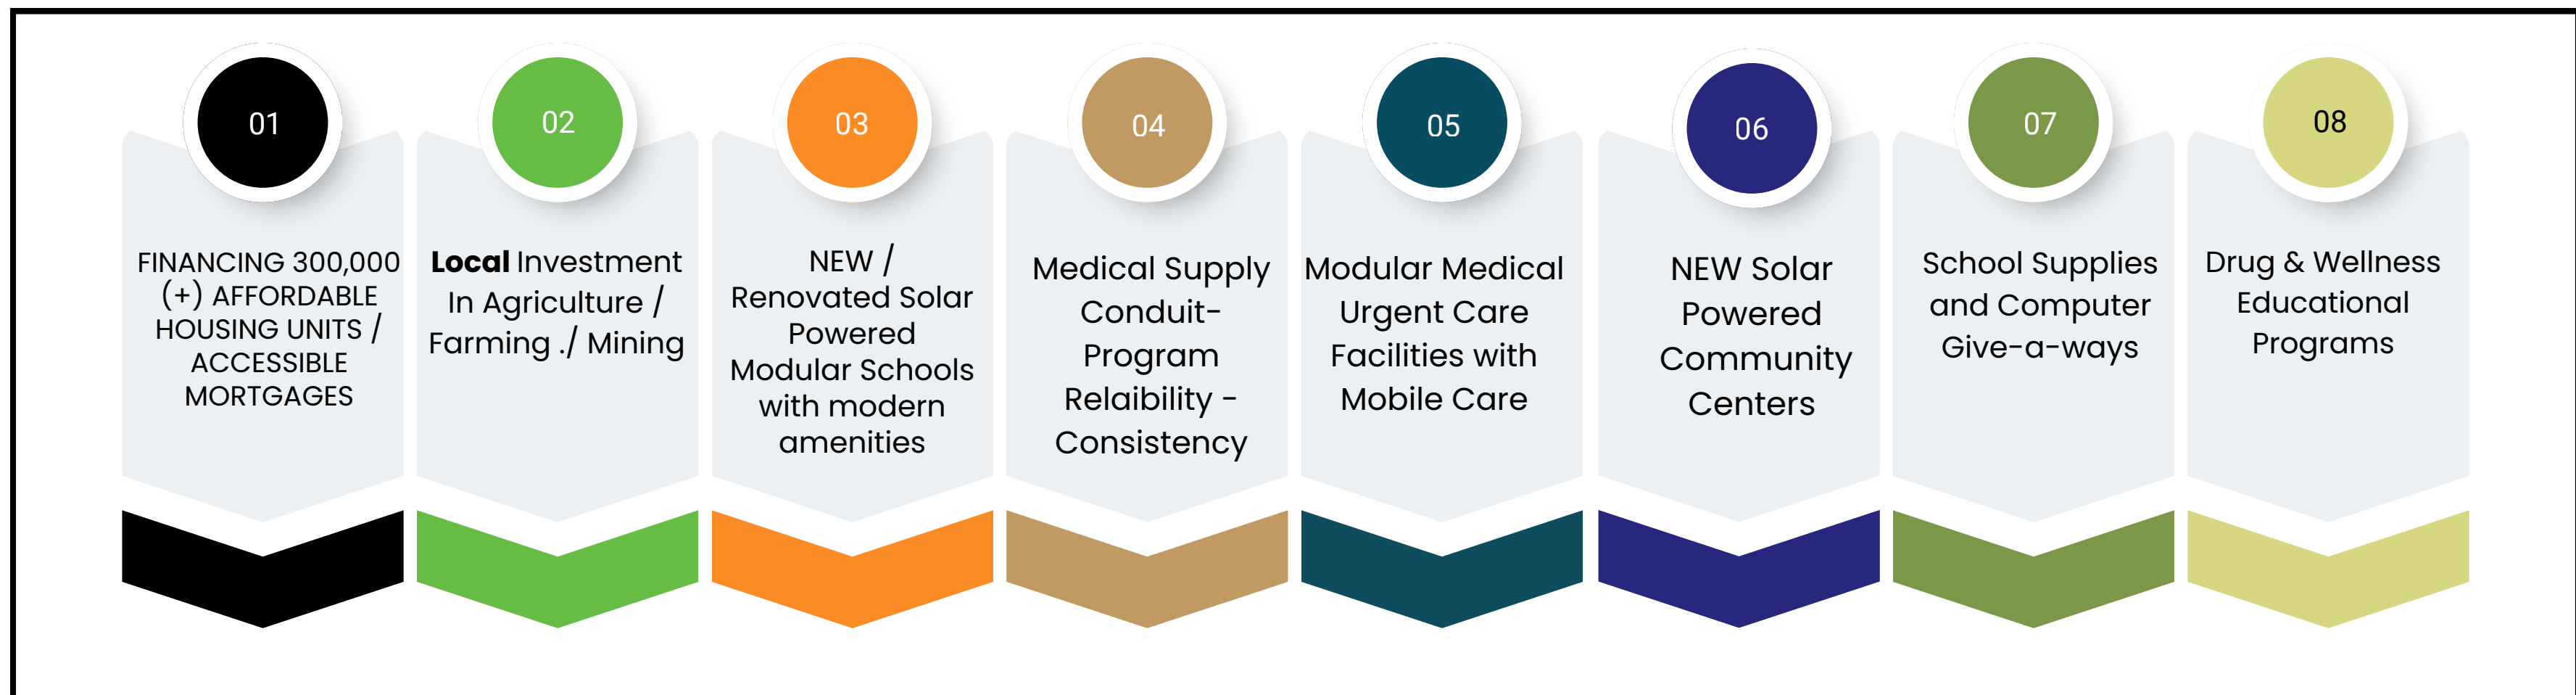 01
FINANCING 300,000
(+) AFFORDABLE
HOUSING UNITS /
ACCESSIBLE
MORTGAGES
02
Local Investment
In Agriculture /
Farming ./ Mining
03
NEW /
Renovated Solar
Powered
Modular Schools
with modern
amenities
04
Medical Supply
Conduit-
Program
Relaibility -
Consistency
05
Modular Medical
Urgent Care
Facilities with
Mobile Care
06
NEW Solar
Powered
Community
Centers
07
School Supplies
and Computer
Give-a-ways
08
Drug & Wellness
Educational
Programs